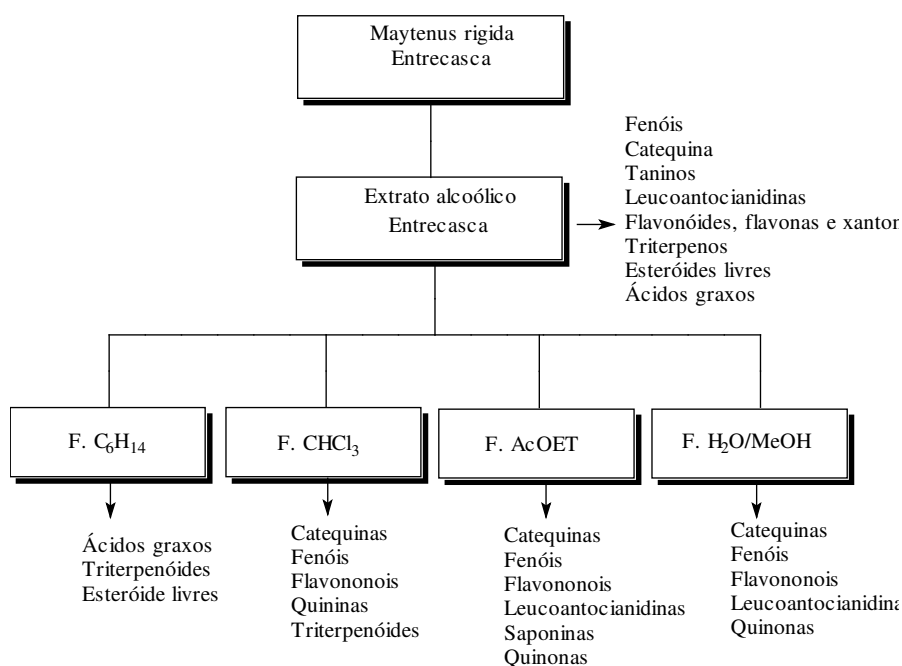 Maytenus rigida
Entrecasca
Fenóis
Catequina
Taninos
Leucoantocianidinas
Flavonóides, flavonas e xanton
Triterpenos
Esteróides livres
Ácidos graxos
Extrato alcoólico
Entrecasca
F. C₆H₁₄
F. CHCl₃
F. AcOET
F. H₂O/MeOH
Ácidos graxos
Triterpenóides
Esteróide livres
Catequinas
Fenóis
Flavononois
Quininas
Triterpenóides
Catequinas
Fenóis
Flavononois
Leucoantocianidinas
Saponinas
Quinonas
Catequinas
Fenóis
Flavononois
Leucoantocianidina
Quinonas